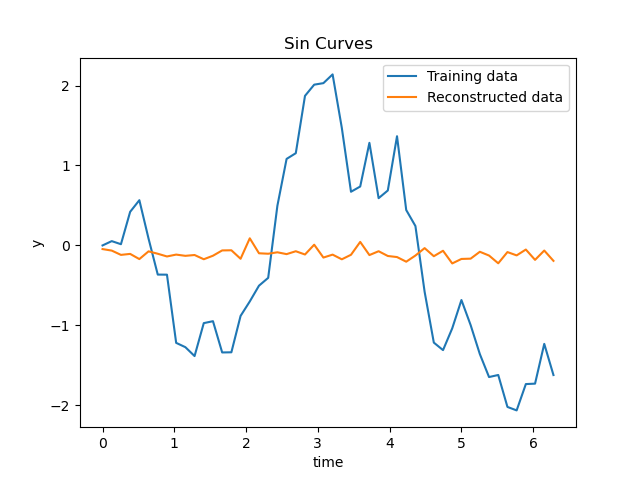 Sin Curves
Training data
Reconstructed data
2
1
0
−1
−2
y
0 1 2 3 4 5 6
time